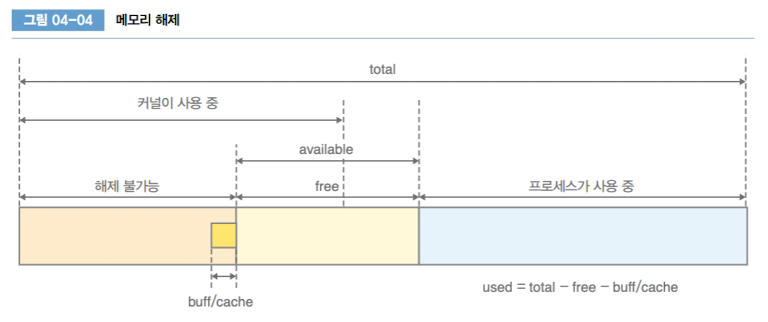 그림 04-04 메모리 해제
total
커널이 사용 중
available
해제 불가능 free 프로세스가 사용 중
buff/cache
used = total - free - buff/cache